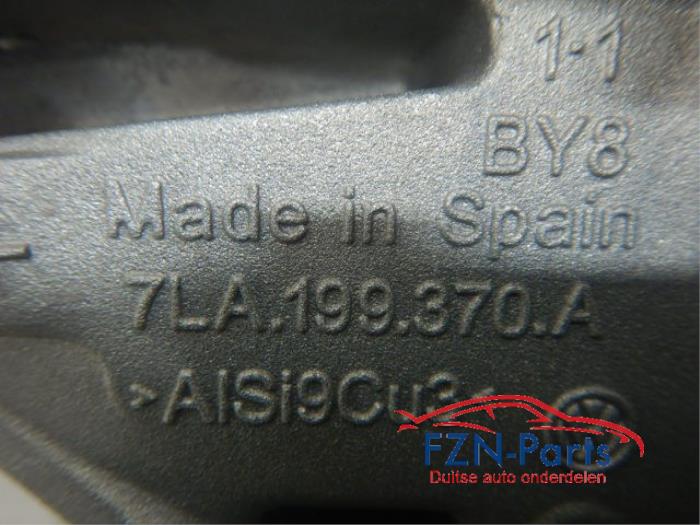 1-1
BY8
Made in Spain
7LA.199.370.A
>AlSi9Cu3<
FZN-Parts
Duitse auto onderdelen